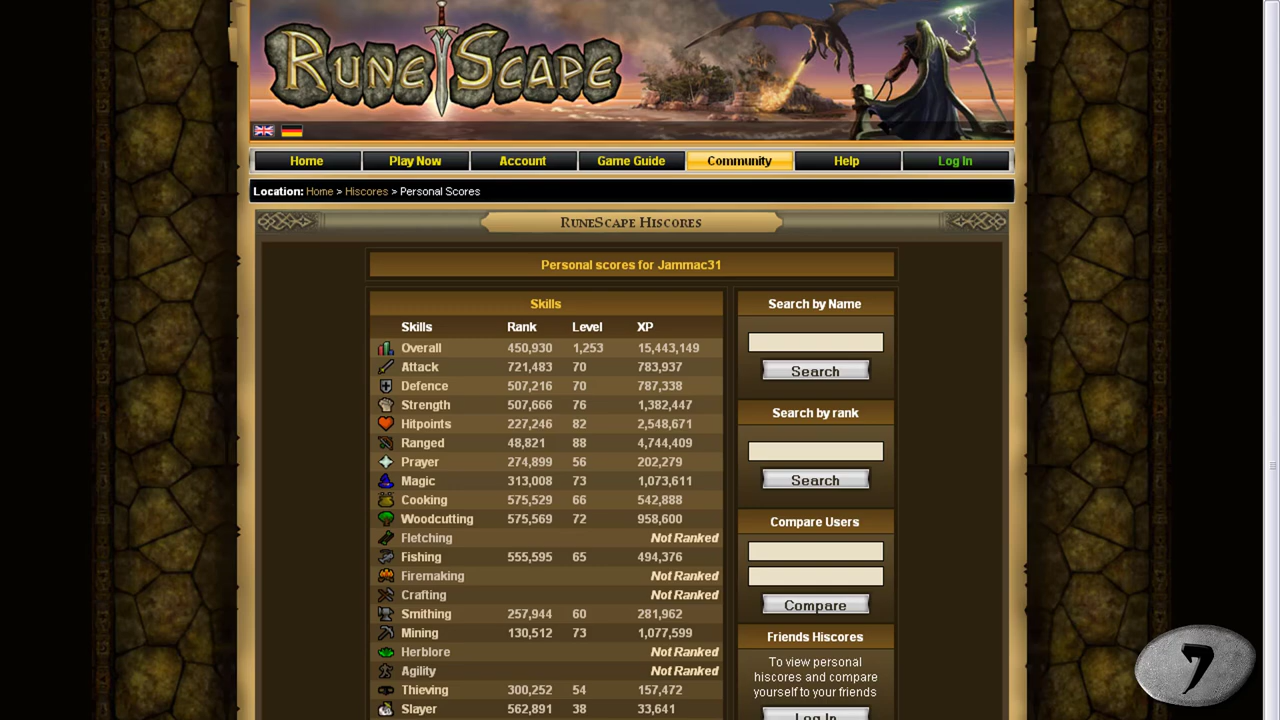 RUNESCAPE
Home Play Now Account Game Guide Community Help Log In
Location: Home > Hiscores > Personal Scores
RUNESCAPE HISCORES
Personal scores for Jammac31
Skills
Skills Rank Level XP
Overall 450,930 1,253 15,443,149
Attack 721,483 70 783,937
Defence 507,216 70 787,338
Strength 507,666 76 1,382,447
Hitpoints 227,246 82 2,548,671
Ranged 48,821 88 4,744,409
Prayer 274,899 56 202,279
Magic 313,008 73 1,073,611
Cooking 575,529 66 542,888
Woodcutting 575,569 72 958,600
Fletching Not Ranked
Fishing 555,595 65 494,376
Firemaking Not Ranked
Crafting Not Ranked
Smithing 257,944 60 281,962
Mining 130,512 73 1,077,599
Herblore Not Ranked
Agility Not Ranked
Thieving 300,252 54 157,472
Slayer 562,891 38 33,641
Search by Name
Search
Search by rank
Search
Compare Users
Compare
Friends Hiscores
To view personal
hiscores and compare
yourself to your friends
Log In